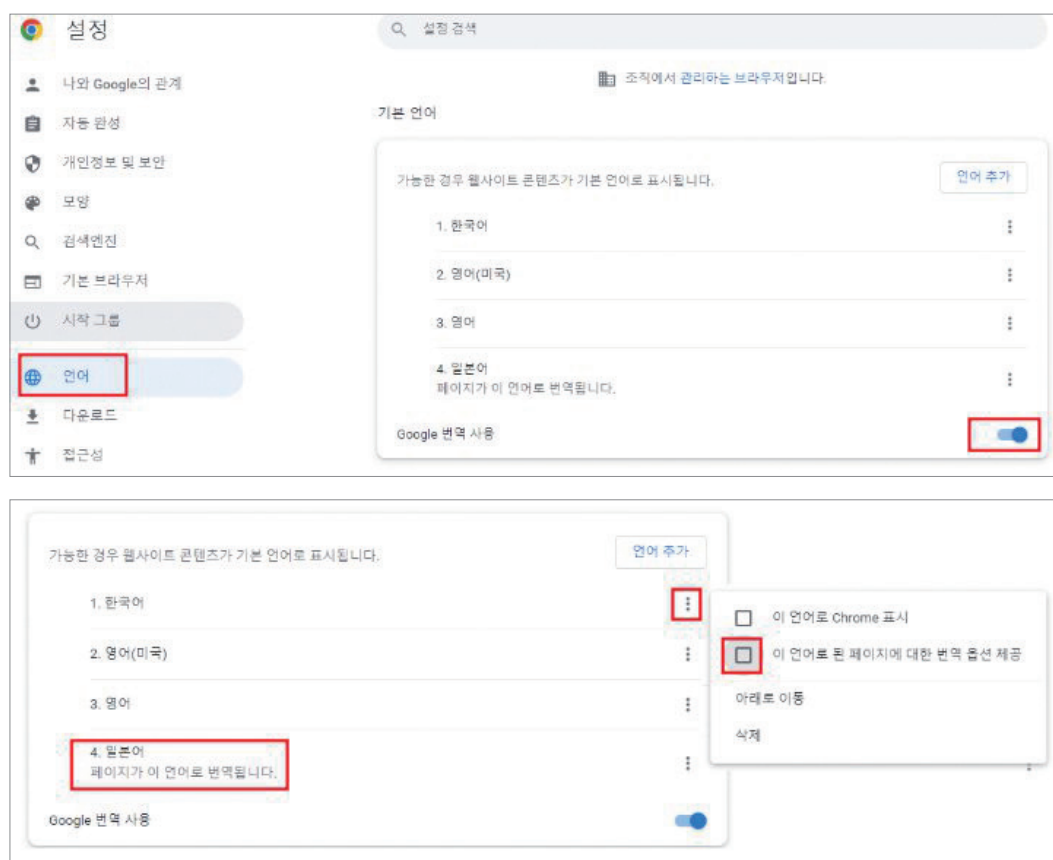 설정
설정 검색
나와 Google의 관계
자동 완성
개인정보 및 보안
모양
검색엔진
기본 브라우저
시작 그룹
언어
다운로드
접근성
조직에서 관리하는 브라우저입니다.
기본 언어
가능한 경우 웹사이트 콘텐츠가 기본 언어로 표시됩니다.
언어 추가
1. 한국어
2. 영어(미국)
3. 영어
4. 일본어
페이지가 이 언어로 번역됩니다.
Google 번역 사용
가능한 경우 웹사이트 콘텐츠가 기본 언어로 표시됩니다.
언어 추가
1. 한국어
2. 영어(미국)
3. 영어
4. 일본어
페이지가 이 언어로 번역됩니다.
Google 번역 사용
이 언어로 Chrome 표시
이 언어로 된 페이지에 대한 번역 옵션 제공
아래로 이동
삭제